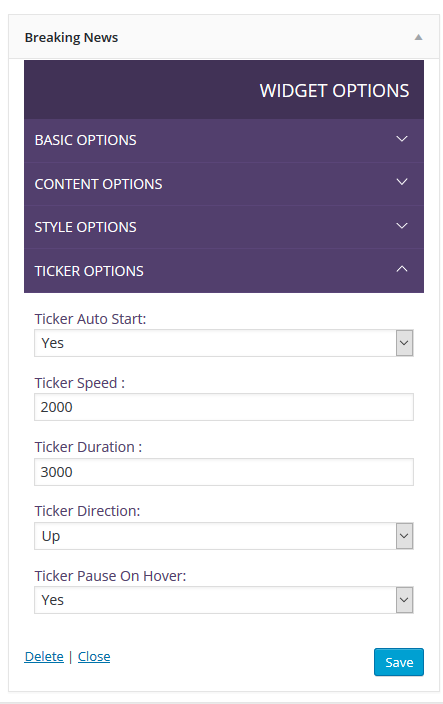 Breaking News
WIDGET OPTIONS
BASIC OPTIONS
CONTENT OPTIONS
STYLE OPTIONS
TICKER OPTIONS
Ticker Auto Start:
Yes
Ticker Speed :
2000
Ticker Duration :
3000
Ticker Direction:
Up
Ticker Pause On Hover:
Yes
Delete | Close
Save